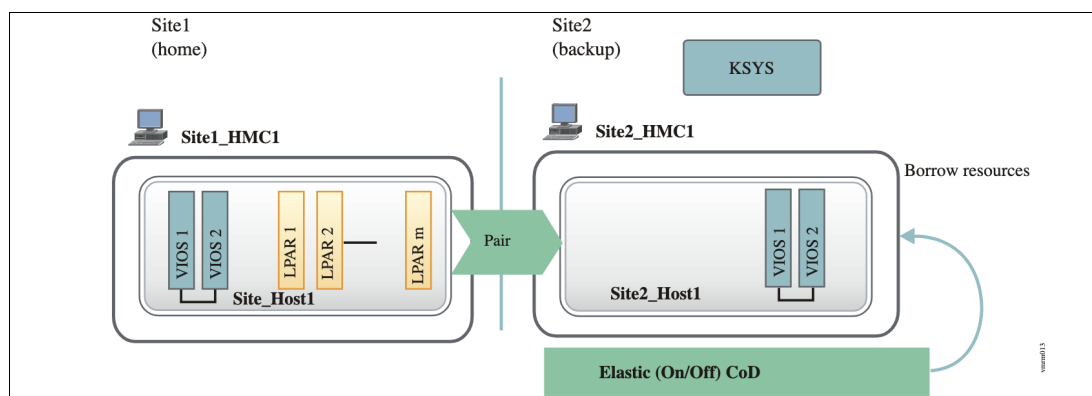 Site1
(home)
Site2
(backup)
KSYS
Site1_HMC1
Site2_HMC1
Borrow resources
VIOS 1
VIOS 2
LPAR 1
LPAR 2
LPAR m
Site_Host1
Pair
VIOS 1
VIOS 2
Site2_Host1
Elastic (On/Off) CoD
vmrm013